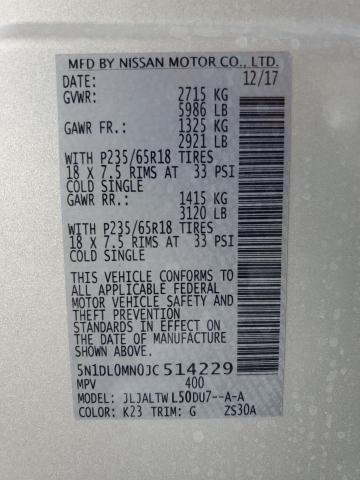 MFD BY NISSAN MOTOR CO., LTD.
DATE: 12/17
GVWR: 2715 KG
5986 LB
GAWR FR.: 1325 KG
2921 LB
WITH P235/65R18 TIRES
18 X 7.5 RIMS AT 33 PSI
COLD SINGLE
GAWR RR.: 1415 KG
3120 LB
WITH P235/65R18 TIRES
18 X 7.5 RIMS AT 33 PSI
COLD SINGLE
THIS VEHICLE CONFORMS TO
ALL APPLICABLE FEDERAL
MOTOR VEHICLE SAFETY AND
THEFT PREVENTION
STANDARDS IN EFFECT ON
THE DATE OF MANUFACTURE
SHOWN ABOVE.
5N1DL0MN0JC514229
MPV 400
MODEL: JLJALTWL50DU7--A-A
COLOR: K23 TRIM: G ZS30A